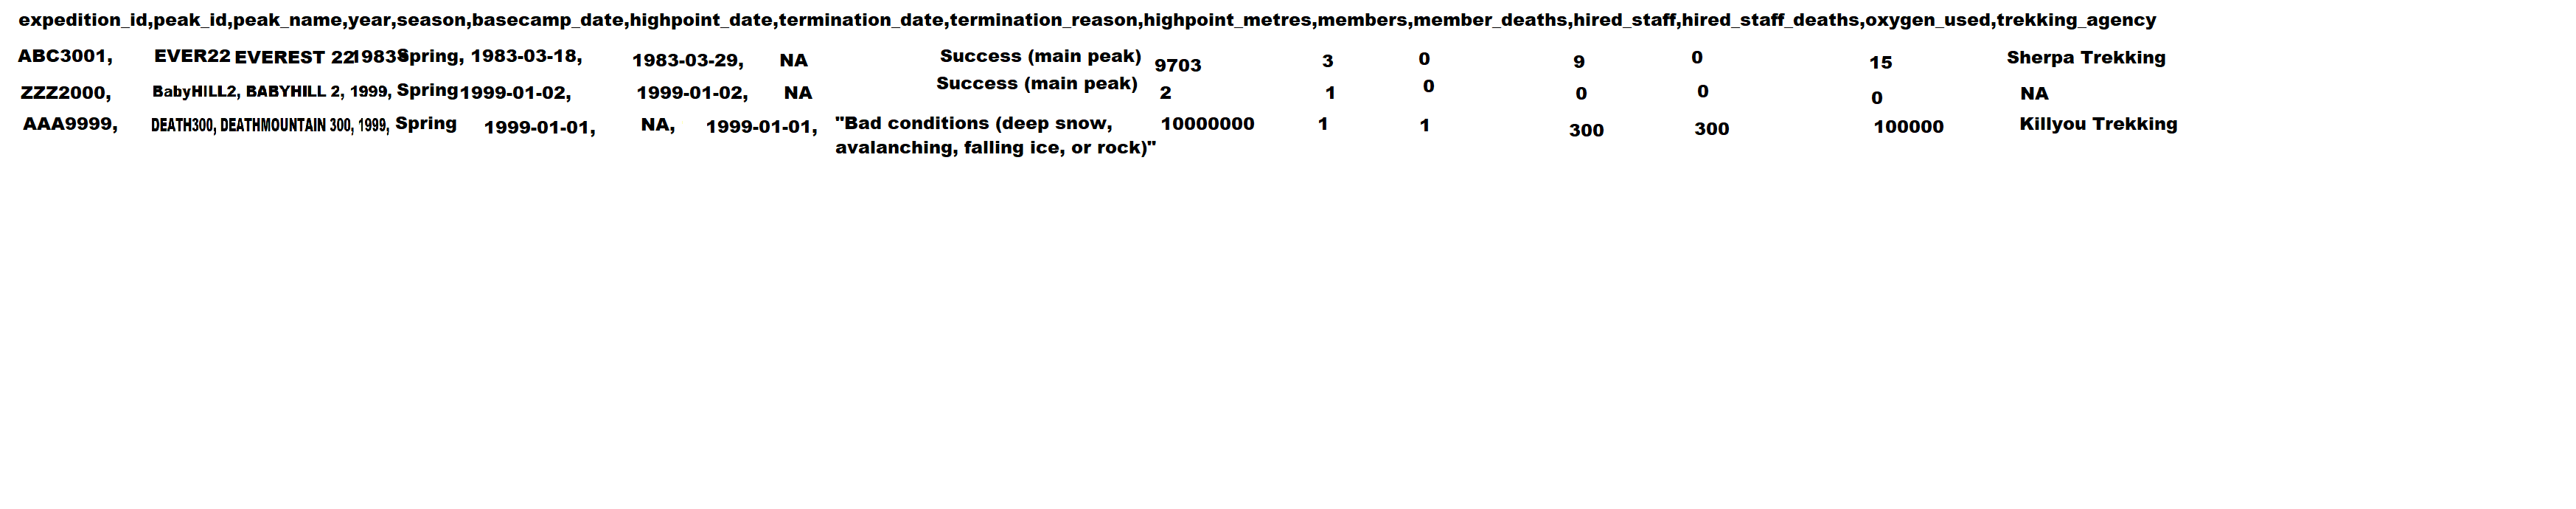 expedition_id,peak_id,peak_name,year,season,basecamp_date,highpoint_date,termination_date,termination_reason,highpoint_metres,members,member_deaths,hired_staff,hired_staff_deaths,oxygen_used,trekking_agency
ABC3001, EVER22 EVEREST 22 1983 Spring, 1983-03-18, 1983-03-29, NA Success (main peak) 9703 3 0 9 0 15 Sherpa Trekking
ZZZ2000, BabyHILL2, BABYHILL 2, 1999, Spring 1999-01-02, 1999-01-02, NA Success (main peak) 2 1 0 0 0 0 NA
AAA9999, DEATH300, DEATHMOUNTAIN 300, 1999, Spring 1999-01-01, NA, 1999-01-01, "Bad conditions (deep snow, 10000000 1 1 300 300 100000 Killyou Trekking
avalanching, falling ice, or rock)"